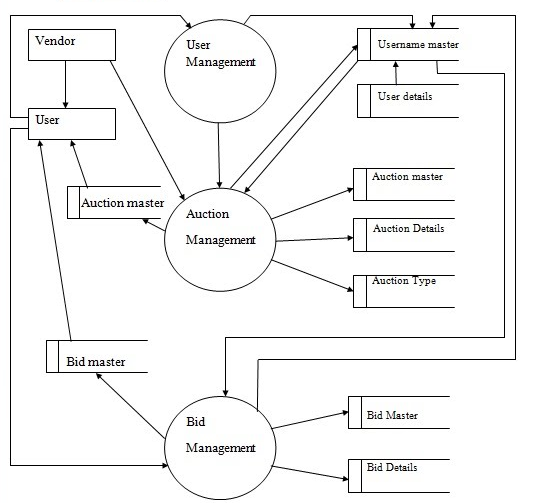 Vendor
User
Management
Username master
User details
User
Auction master
Auction
Management
Auction master
Auction Details
Auction Type
Bid master
Bid
Management
Bid Master
Bid Details